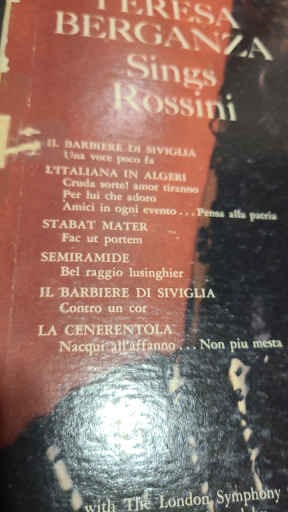 TERESA
BERGANZA
Sings
Rossini
IL BARBIERE DI SIVIGLIA
Una voce poco fa
L'ITALIANA IN ALGERI
Cruda sorte! amor tiranno
Per lui che adoro
Amici in ogni evento . . . Pensa alla patria
STABAT MATER
Fac ut portem
SEMIRAMIDE
Bel raggio lusinghier
IL BARBIERE DI SIVIGLIA
Contro un cor
LA CENERENTOLA
Nacqui all'affanno . . . Non piu mesta
with The London Symphony